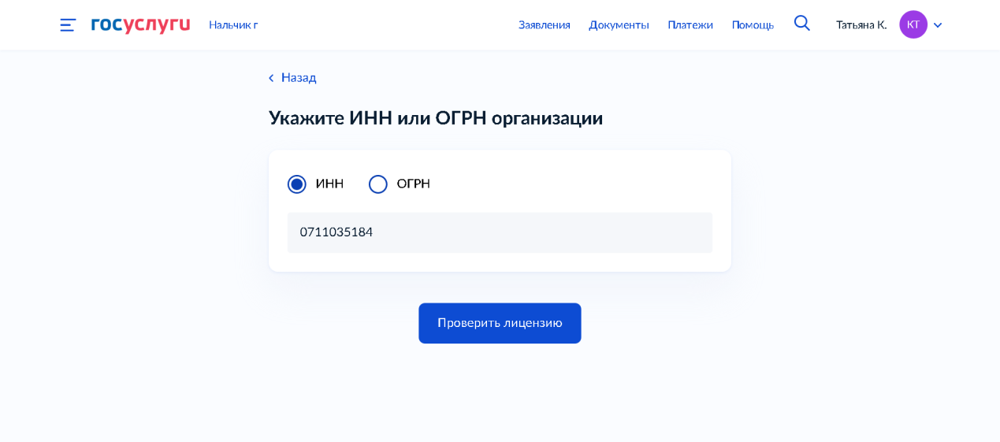 госуслуги Нальчик г Заявления Документы Платежи Помощь Татьяна К. КТ
Назад
Укажите ИНН или ОГРН организации
ИНН ОГРН
0711035184
Проверить лицензию